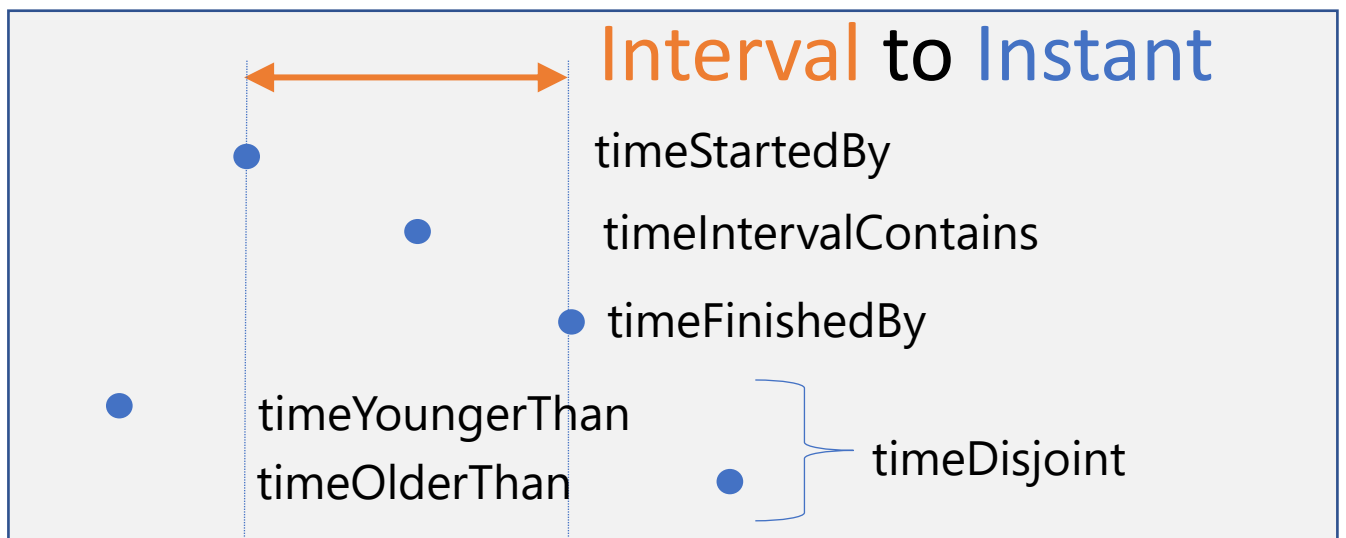 Interval to Instant
timeStartedBy
timeIntervalContains
timeFinishedBy
timeYoungerThan
timeOlderThan
timeDisjoint